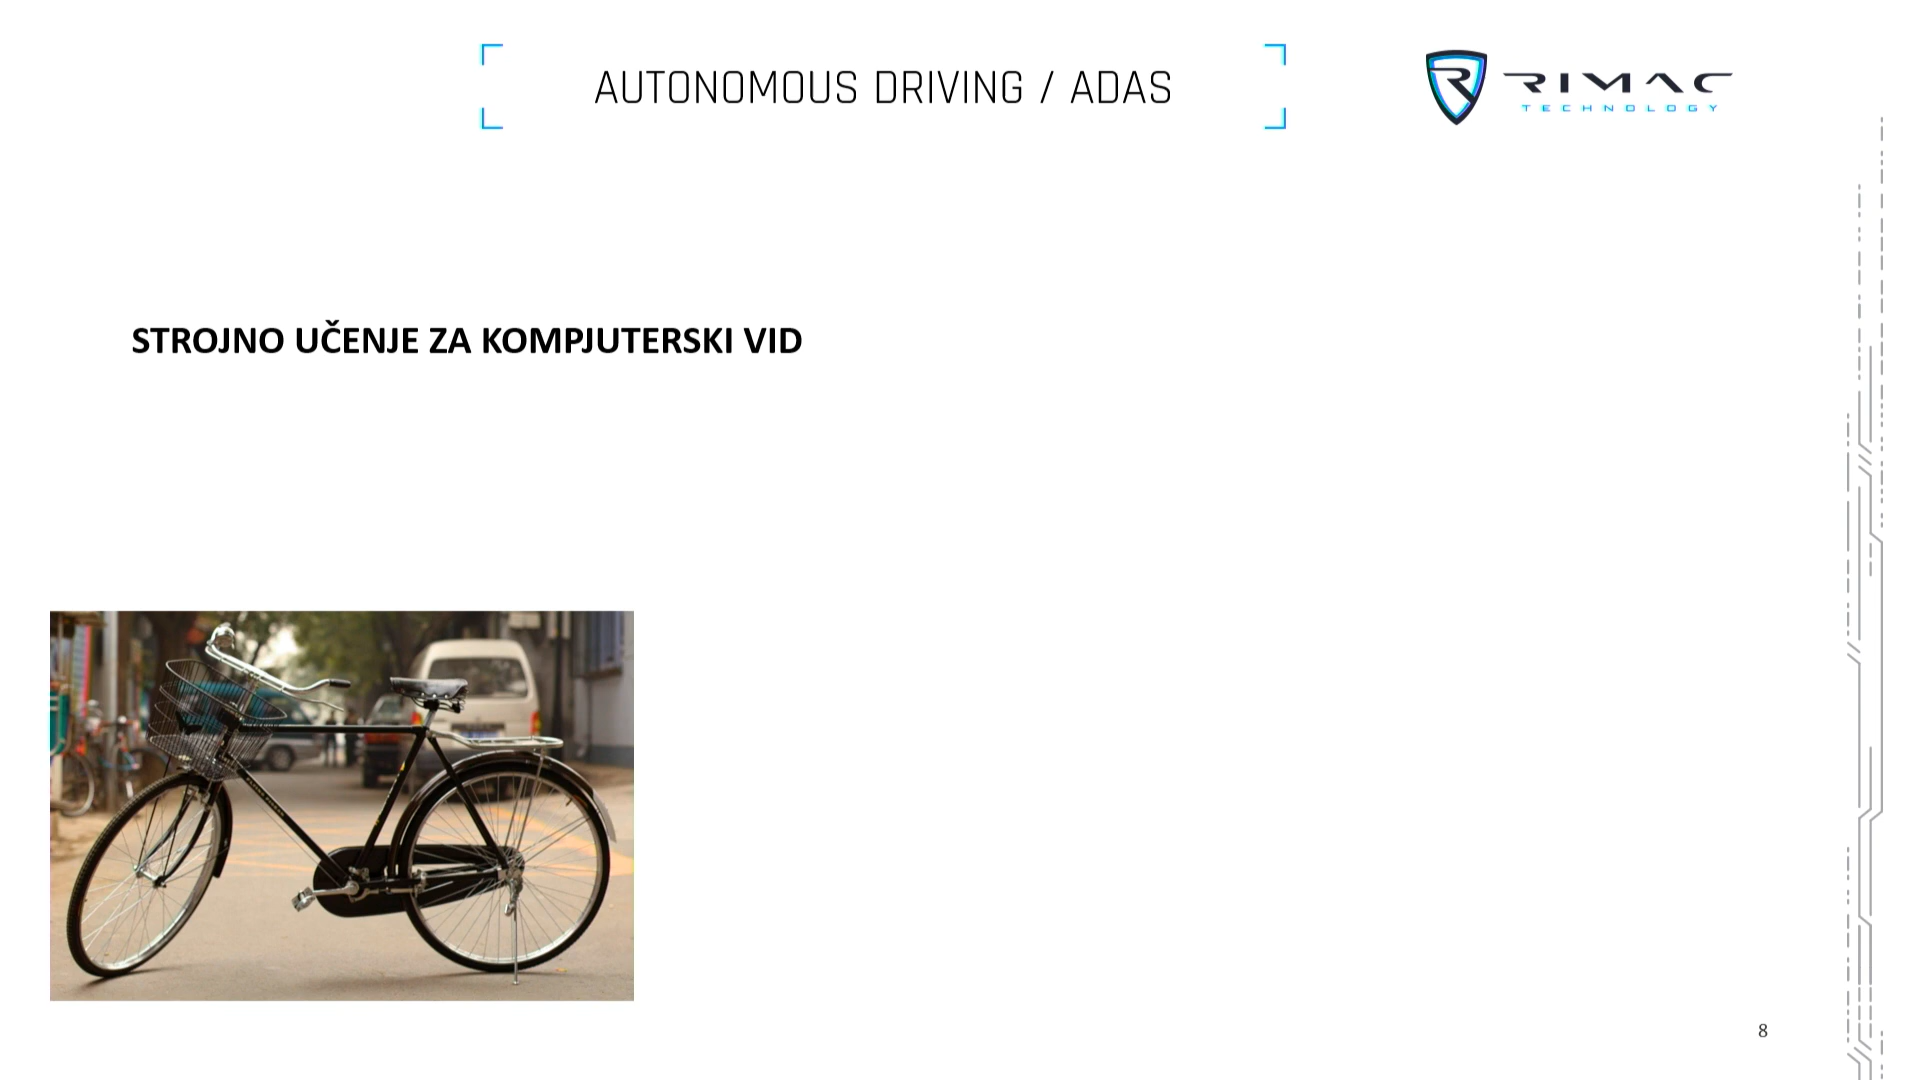 AUTONOMOUS DRIVING / ADAS
RIMAC
TECHNOLOGY
STROJNO UČENJE ZA KOMPJUTERSKI VID
8